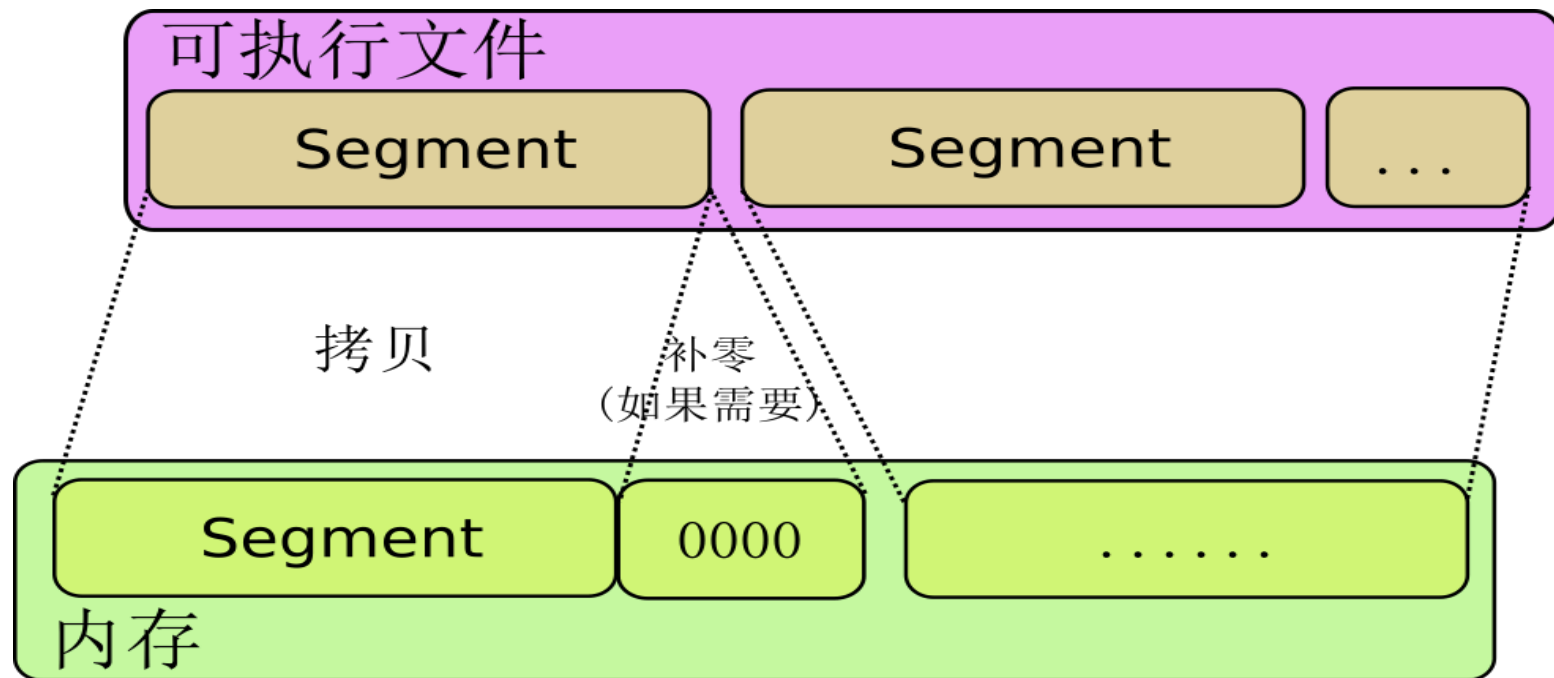 可执行文件
Segment
Segment
...
拷贝
补零
(如果需要)
Segment
0000
......
内存